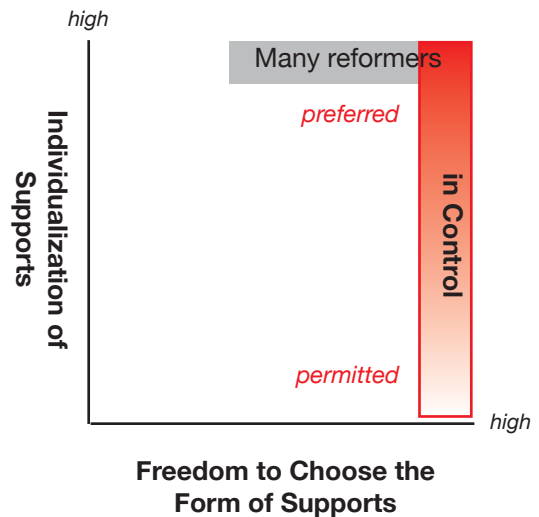 high
Many reformers
preferred
Individualization of
Supports
in Control
permitted
high
Freedom to Choose the
Form of Supports